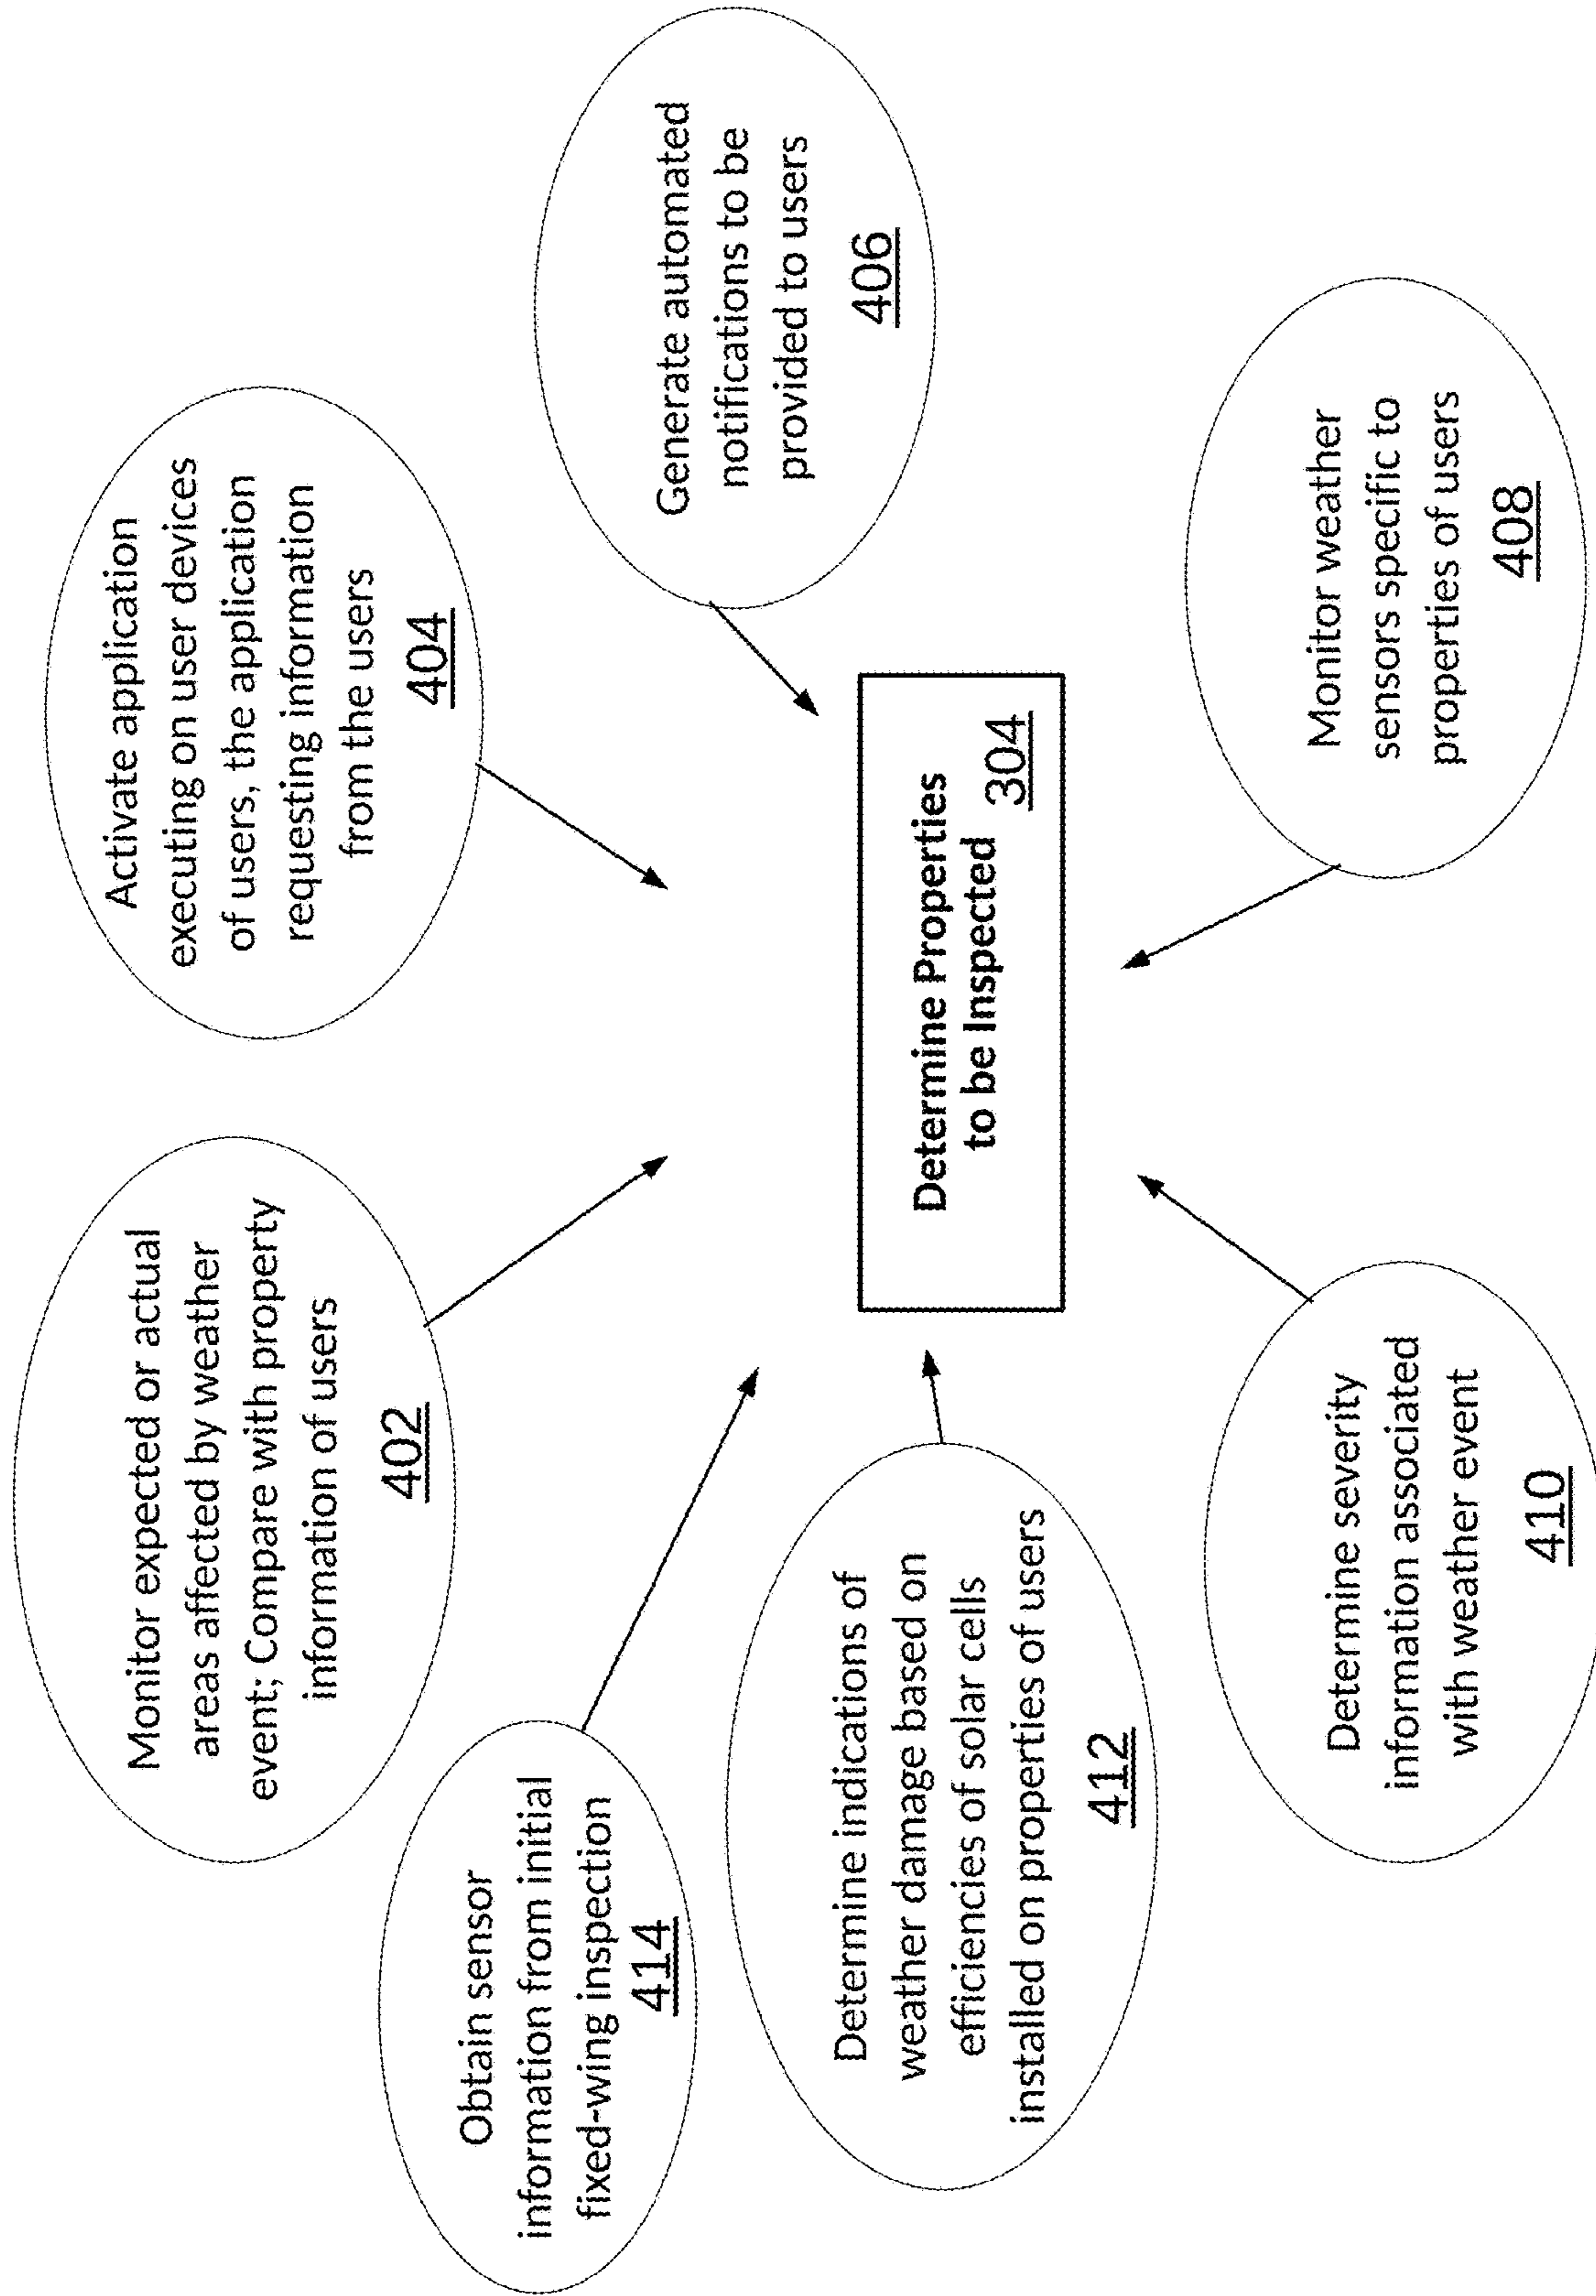 Monitor expected or actual
areas affected by weather
event; Compare with property
information of users
402
Activate application
executing on user devices
of users, the application
requesting information
from the users
404
Obtain sensor
information from initial
fixed-wing inspection
414
Generate automated
notifications to be
provided to users
406
Determine Properties
to be Inspected
304
Determine indications of
weather damage based on
efficiencies of solar cells
installed on properties of users
412
Determine severity
information associated
with weather event
410
Monitor weather
sensors specific to
properties of users
408